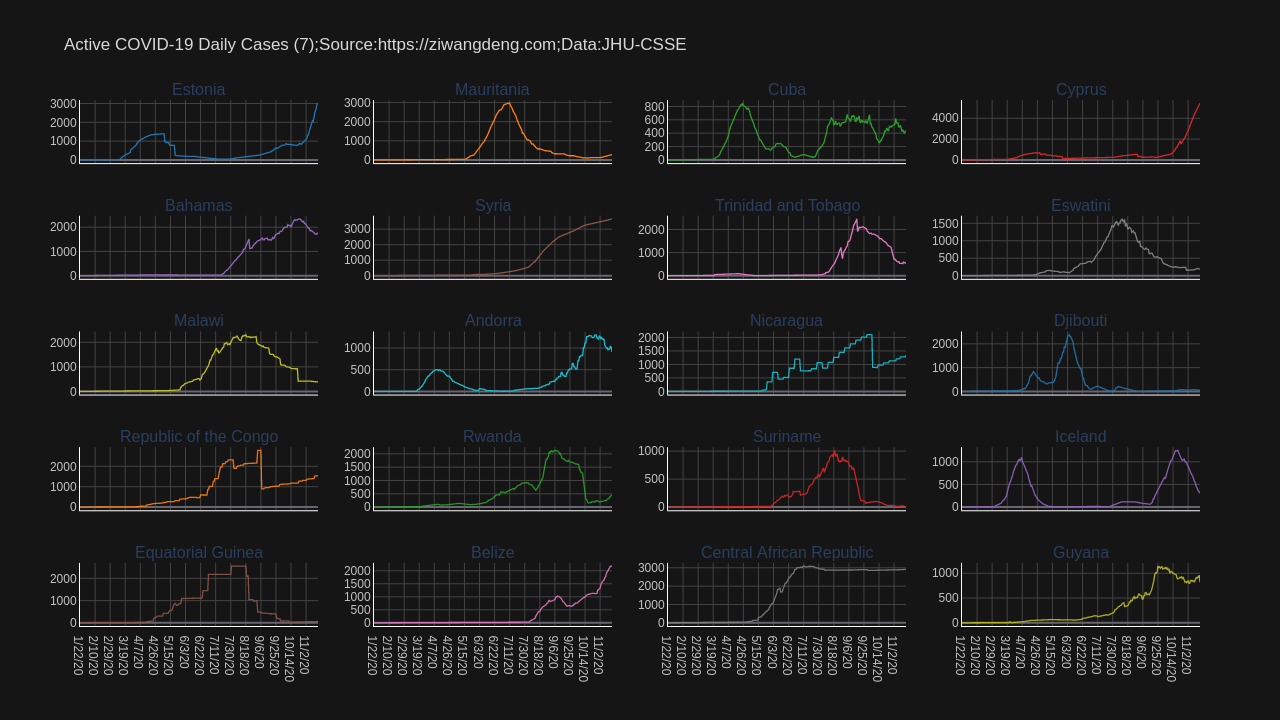 Active COVID-19 Daily Cases (7);Source:https://ziwangdeng.com;Data:JHU-CSSE
Estonia
3000
2000
1000
0
Mauritania
3000
2000
1000
0
Cuba
800
600
400
200
0
Cyprus
4000
2000
0
Bahamas
2000
1000
0
Syria
3000
2000
1000
0
Trinidad and Tobago
2000
1000
0
Eswatini
1500
1000
500
0
Malawi
2000
1000
0
Andorra
1000
500
0
Nicaragua
2000
1500
1000
500
0
Djibouti
2000
1000
0
Republic of the Congo
2000
1000
0
Rwanda
2000
1500
1000
500
0
Suriname
1000
500
0
Iceland
1000
500
0
Equatorial Guinea
2000
1000
0
Belize
2000
1500
1000
500
0
Central African Republic
3000
2000
1000
0
Guyana
1000
500
0
1/22/20 2/10/20 2/29/20 3/19/20 4/7/20 4/26/20 5/15/20 6/3/20 6/22/20 7/11/20 7/30/20 8/18/20 9/6/20 9/25/20 10/14/20 11/2/20
1/22/20 2/10/20 2/29/20 3/19/20 4/7/20 4/26/20 5/15/20 6/3/20 6/22/20 7/11/20 7/30/20 8/18/20 9/6/20 9/25/20 10/14/20 11/2/20
1/22/20 2/10/20 2/29/20 3/19/20 4/7/20 4/26/20 5/15/20 6/3/20 6/22/20 7/11/20 7/30/20 8/18/20 9/6/20 9/25/20 10/14/20 11/2/20
1/22/20 2/10/20 2/29/20 3/19/20 4/7/20 4/26/20 5/15/20 6/3/20 6/22/20 7/11/20 7/30/20 8/18/20 9/6/20 9/25/20 10/14/20 11/2/20